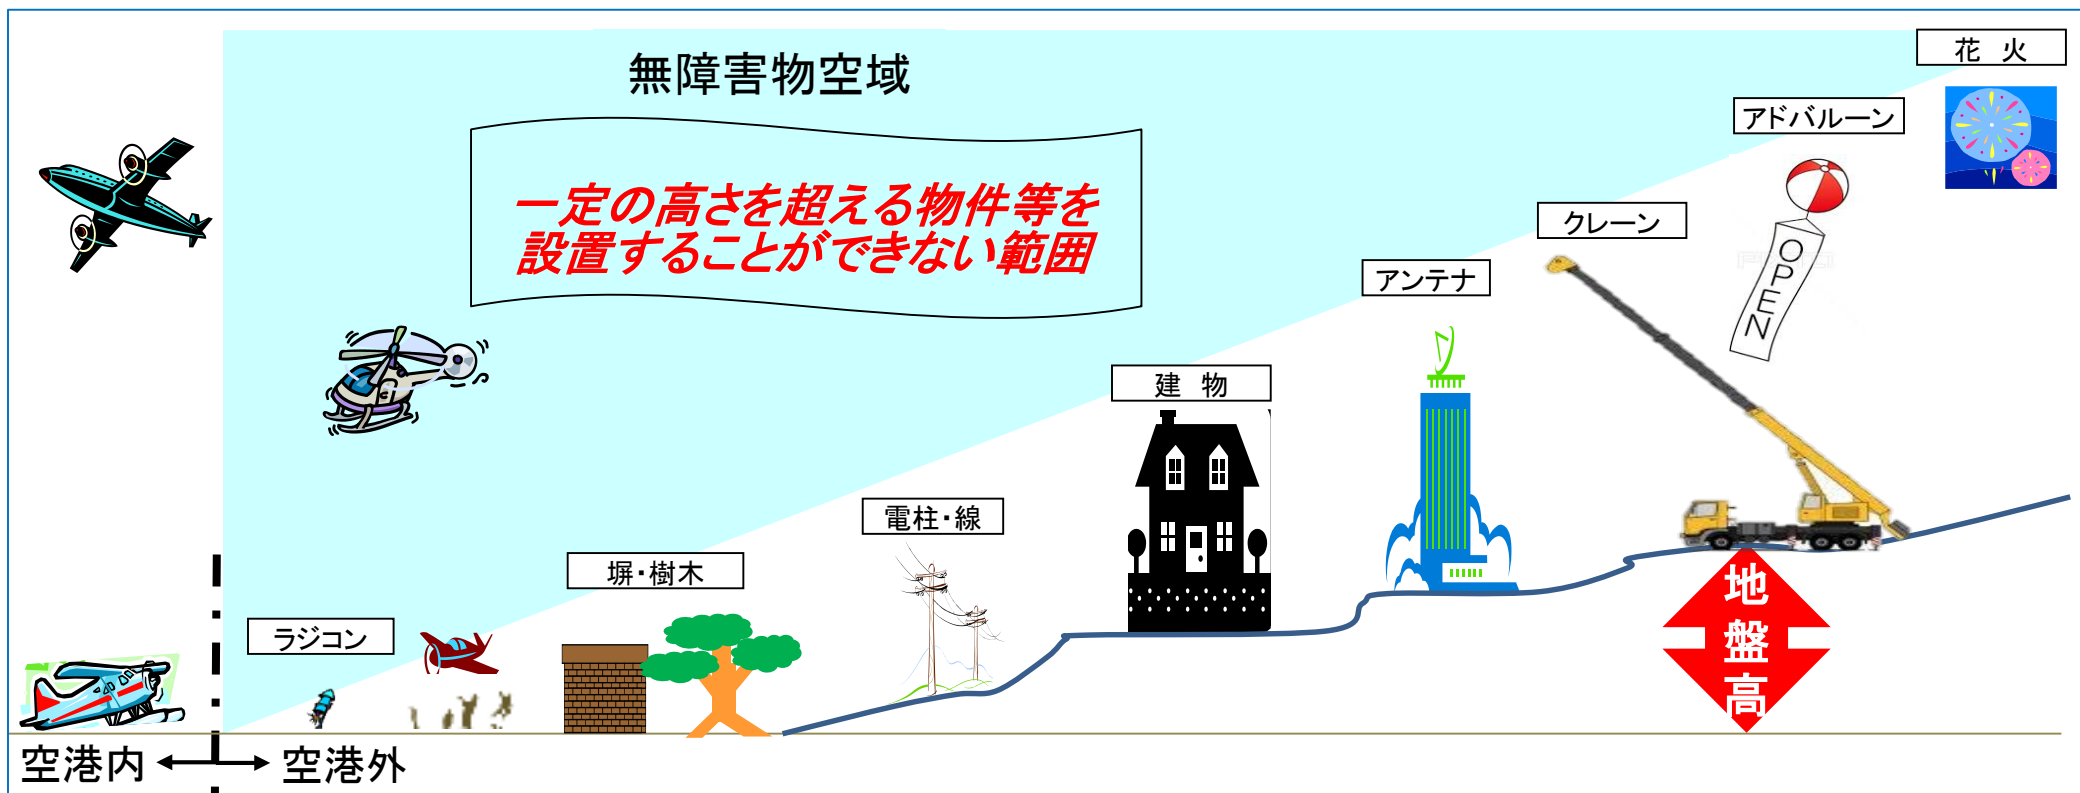 無障害物空域
一定の高さを超える物件等を
設置することができない範囲
花 火
アドバルーン
クレーン
OPEN
アンテナ
建 物
電柱・線
塀・樹木
ラジコン
地盤高
空港内
空港外